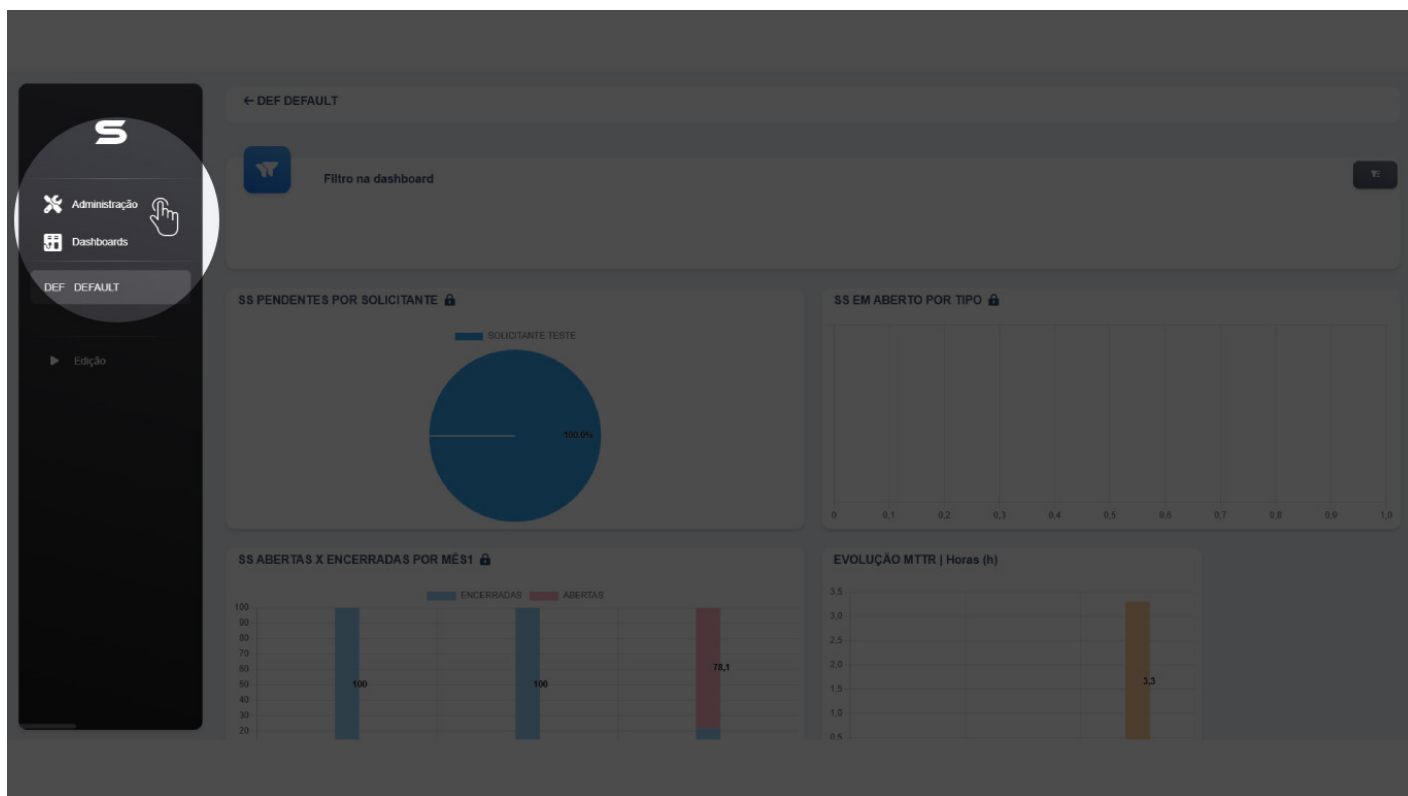 S
Administração
Dashboards
DEF DEFAULT
Edição
← DEF DEFAULT
Filtro na dashboard
SS PENDENTES POR SOLICITANTE
SOLICITANTE TESTE
100.0%
SS EM ABERTO POR TIPO
0 0,1 0,2 0,3 0,4 0,5 0,6 0,7 0,8 0,9 1,0
SS ABERTAS X ENCERRADAS POR MÊS1
ENCERRADAS ABERTAS
100
90
80
70
60
50
40
30
20
100 100 78,1
EVOLUÇÃO MTTR | Horas (h)
3,5
3,0
2,5
2,0
1,5
1,0
0,5
3,3